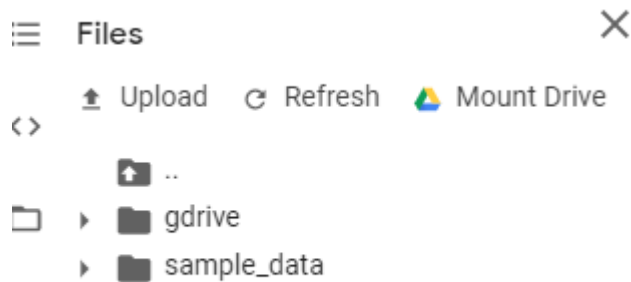 Files
Upload Refresh Mount Drive
..
gdrive
sample_data